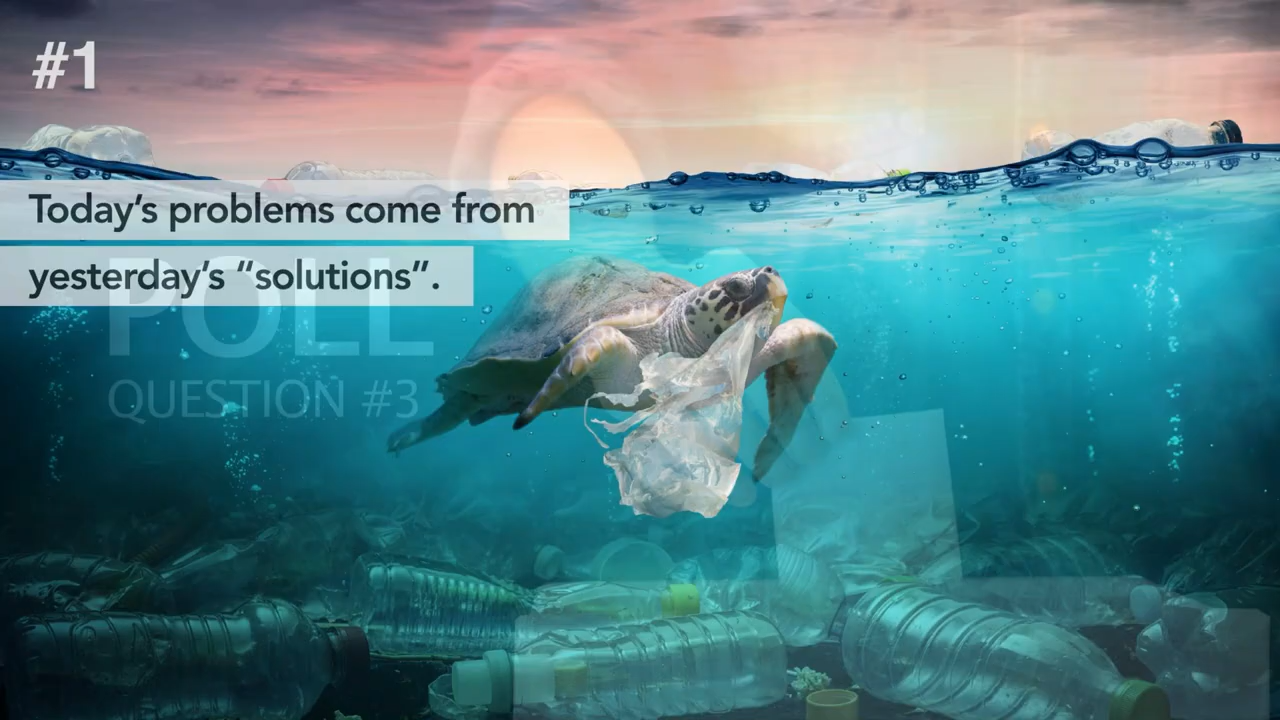 #1
Today's problems come from
yesterday's “solutions”.
POLL
QUESTION #3